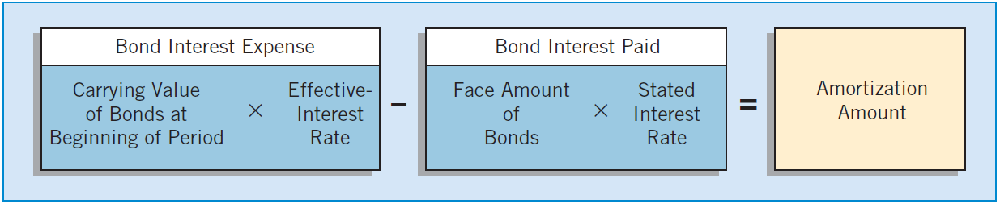 Bond Interest Expense
Carrying Value
of Bonds at
Beginning of Period
×
Effective-
Interest
Rate
−
Bond Interest Paid
Face Amount
of
Bonds
×
Stated
Interest
Rate
=
Amortization
Amount